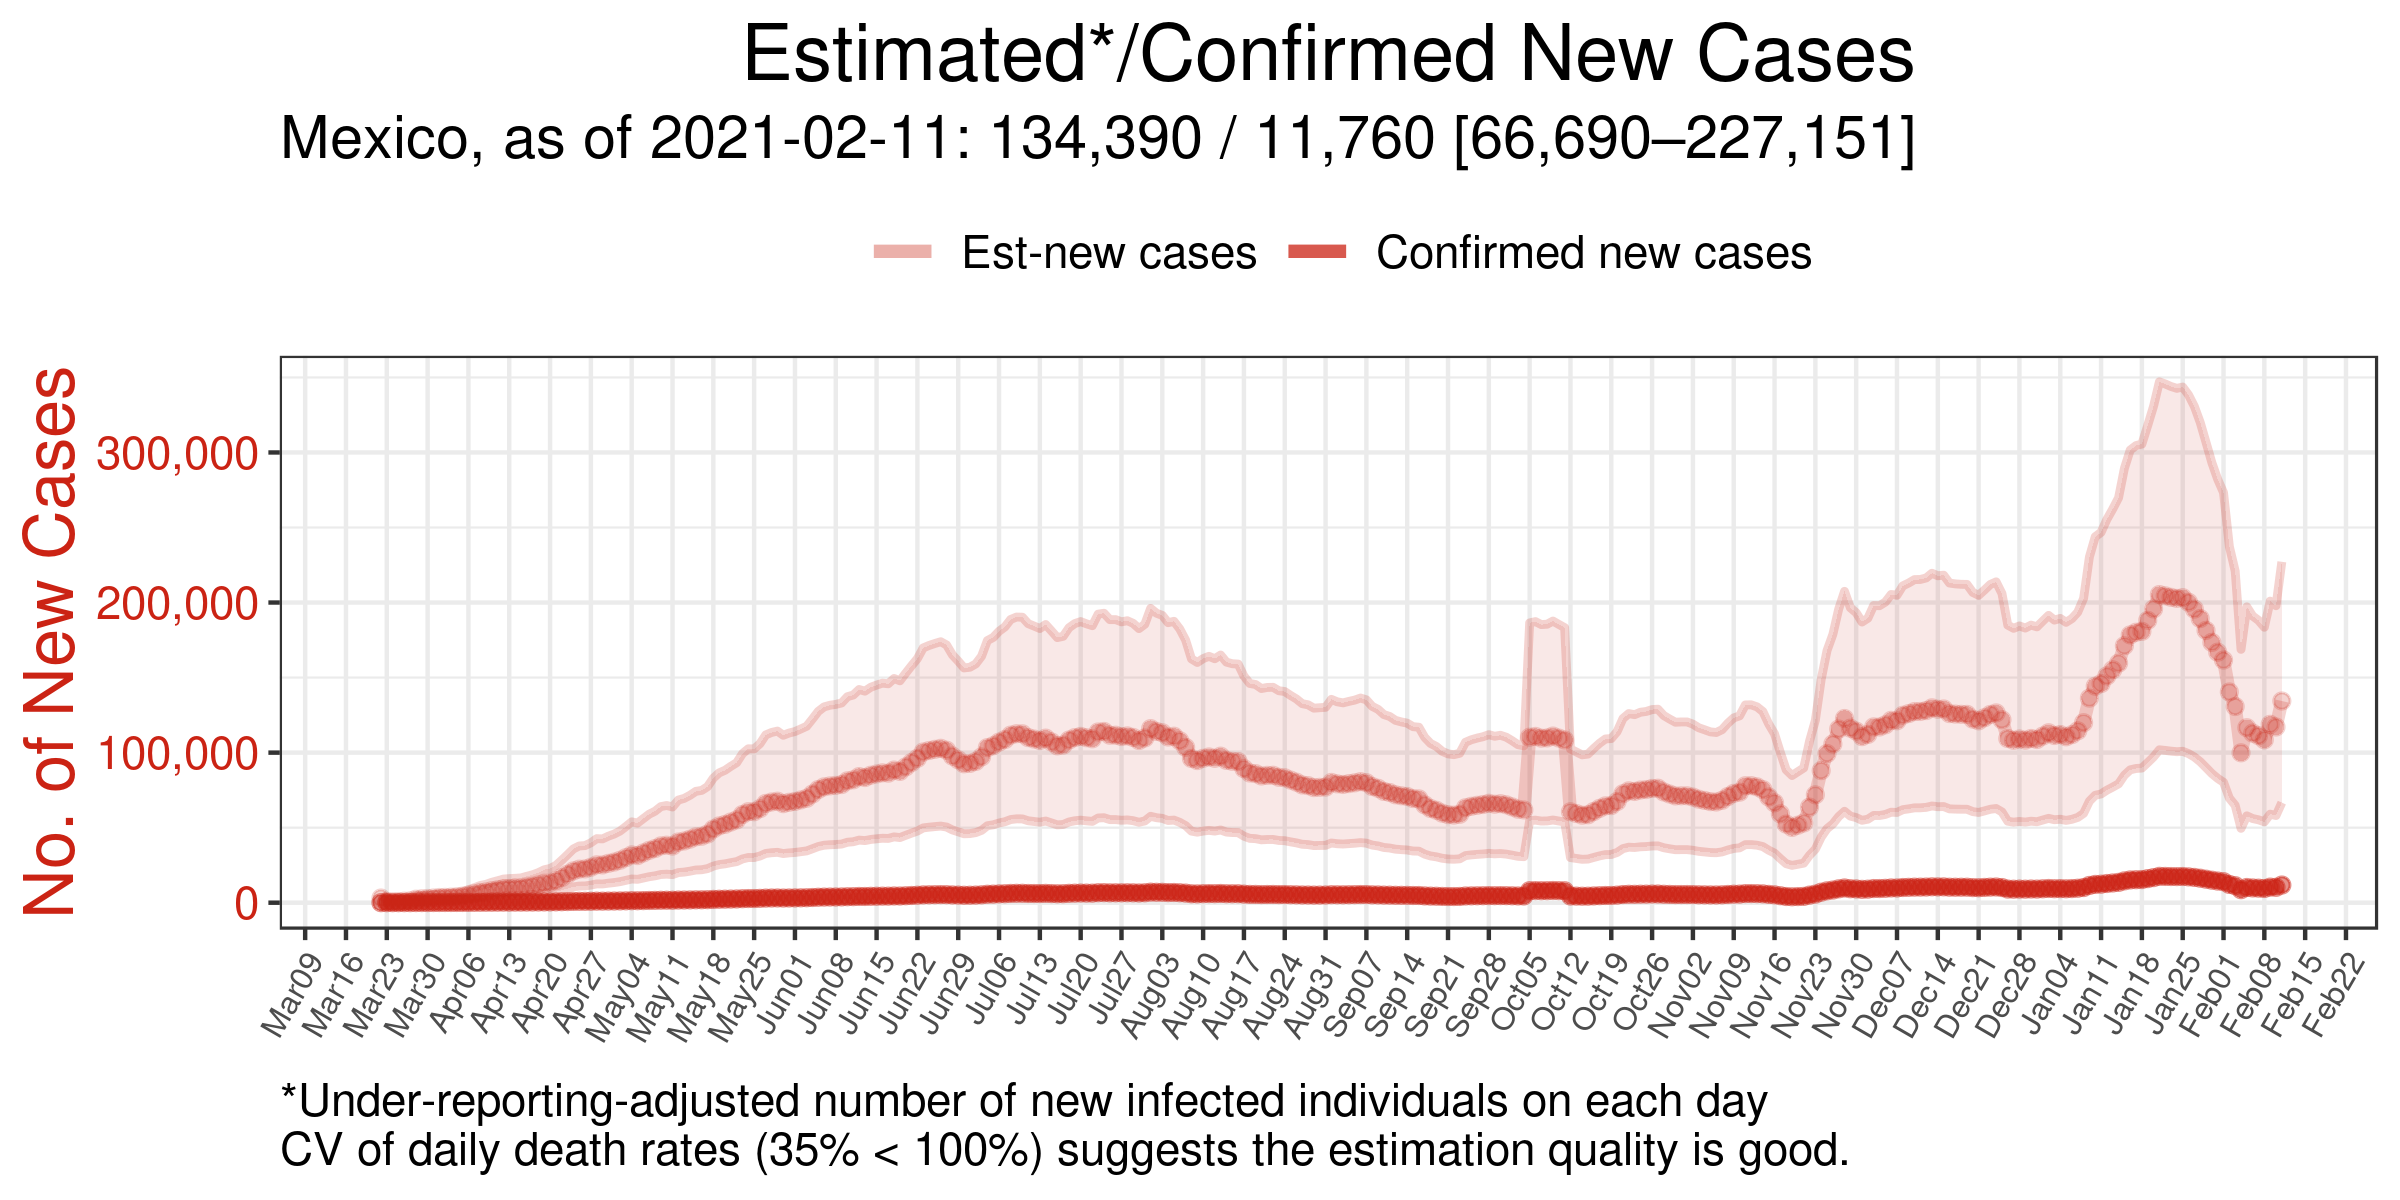 Estimated*/Confirmed New Cases
Mexico, as of 2021-02-11: 134,390 / 11,760 [66,690–227,151]
Est-new cases Confirmed new cases
No. of New Cases
300,000
200,000
100,000
0
Mar09 Mar16 Mar23 Mar30 Apr06 Apr13 Apr20 Apr27 May04 May11 May18 May25 Jun01 Jun08 Jun15 Jun22 Jun29 Jul06 Jul13 Jul20 Jul27 Aug03 Aug10 Aug17 Aug24 Aug31 Sep07 Sep14 Sep21 Sep28 Oct05 Oct12 Oct19 Oct26 Nov02 Nov09 Nov16 Nov23 Nov30 Dec07 Dec14 Dec21 Dec28 Jan04 Jan11 Jan18 Jan25 Feb01 Feb08 Feb15 Feb22
*Under-reporting-adjusted number of new infected individuals on each day
CV of daily death rates (35% < 100%) suggests the estimation quality is good.